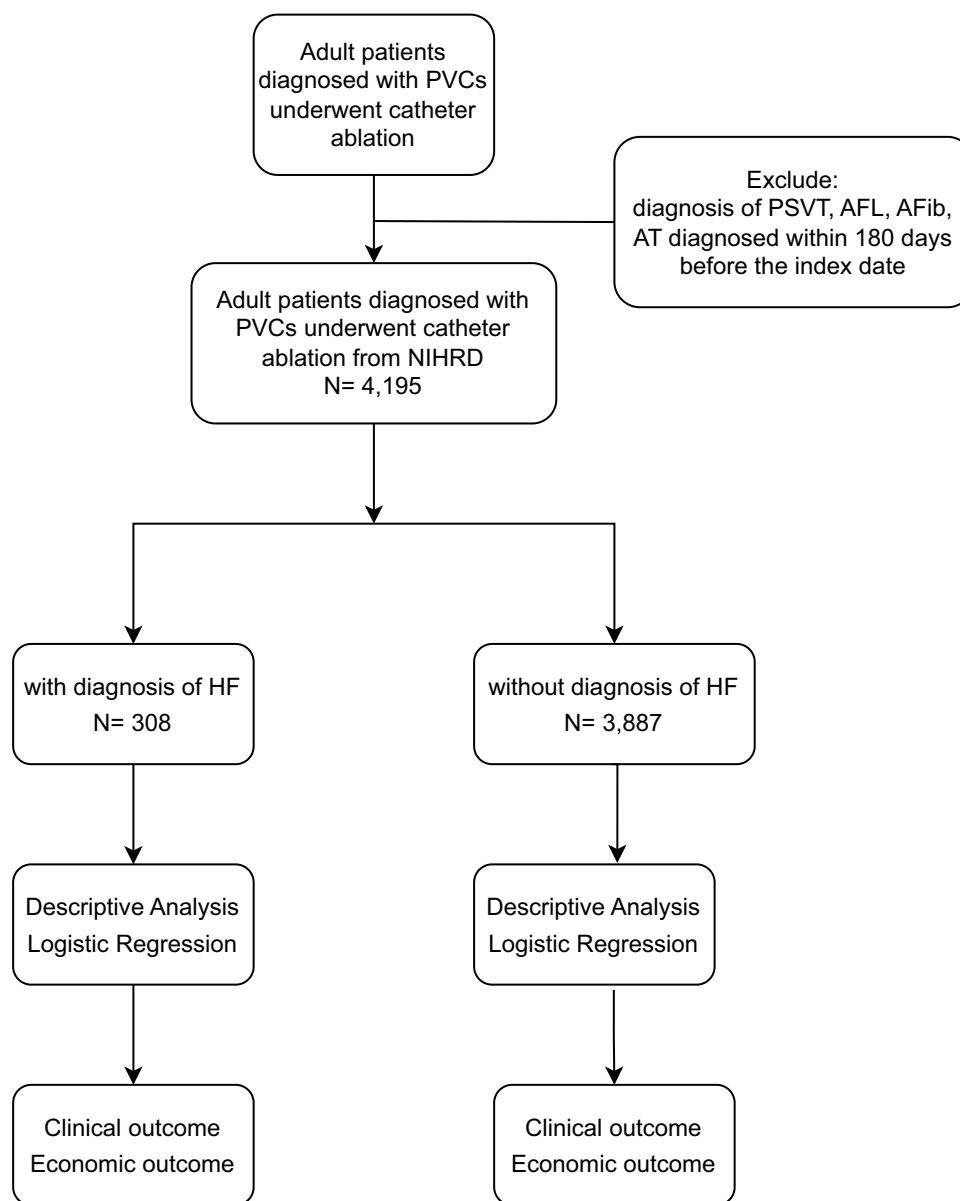 Adult patients
diagnosed with PVCs
underwent catheter
ablation
Exclude:
diagnosis of PSVT, AFL, AFib,
AT diagnosed within 180 days
before the index date
Adult patients diagnosed with
PVCs underwent catheter
ablation from NIHRD
N= 4,195
with diagnosis of HF
N= 308
without diagnosis of HF
N= 3,887
Descriptive Analysis
Logistic Regression
Descriptive Analysis
Logistic Regression
Clinical outcome
Economic outcome
Clinical outcome
Economic outcome